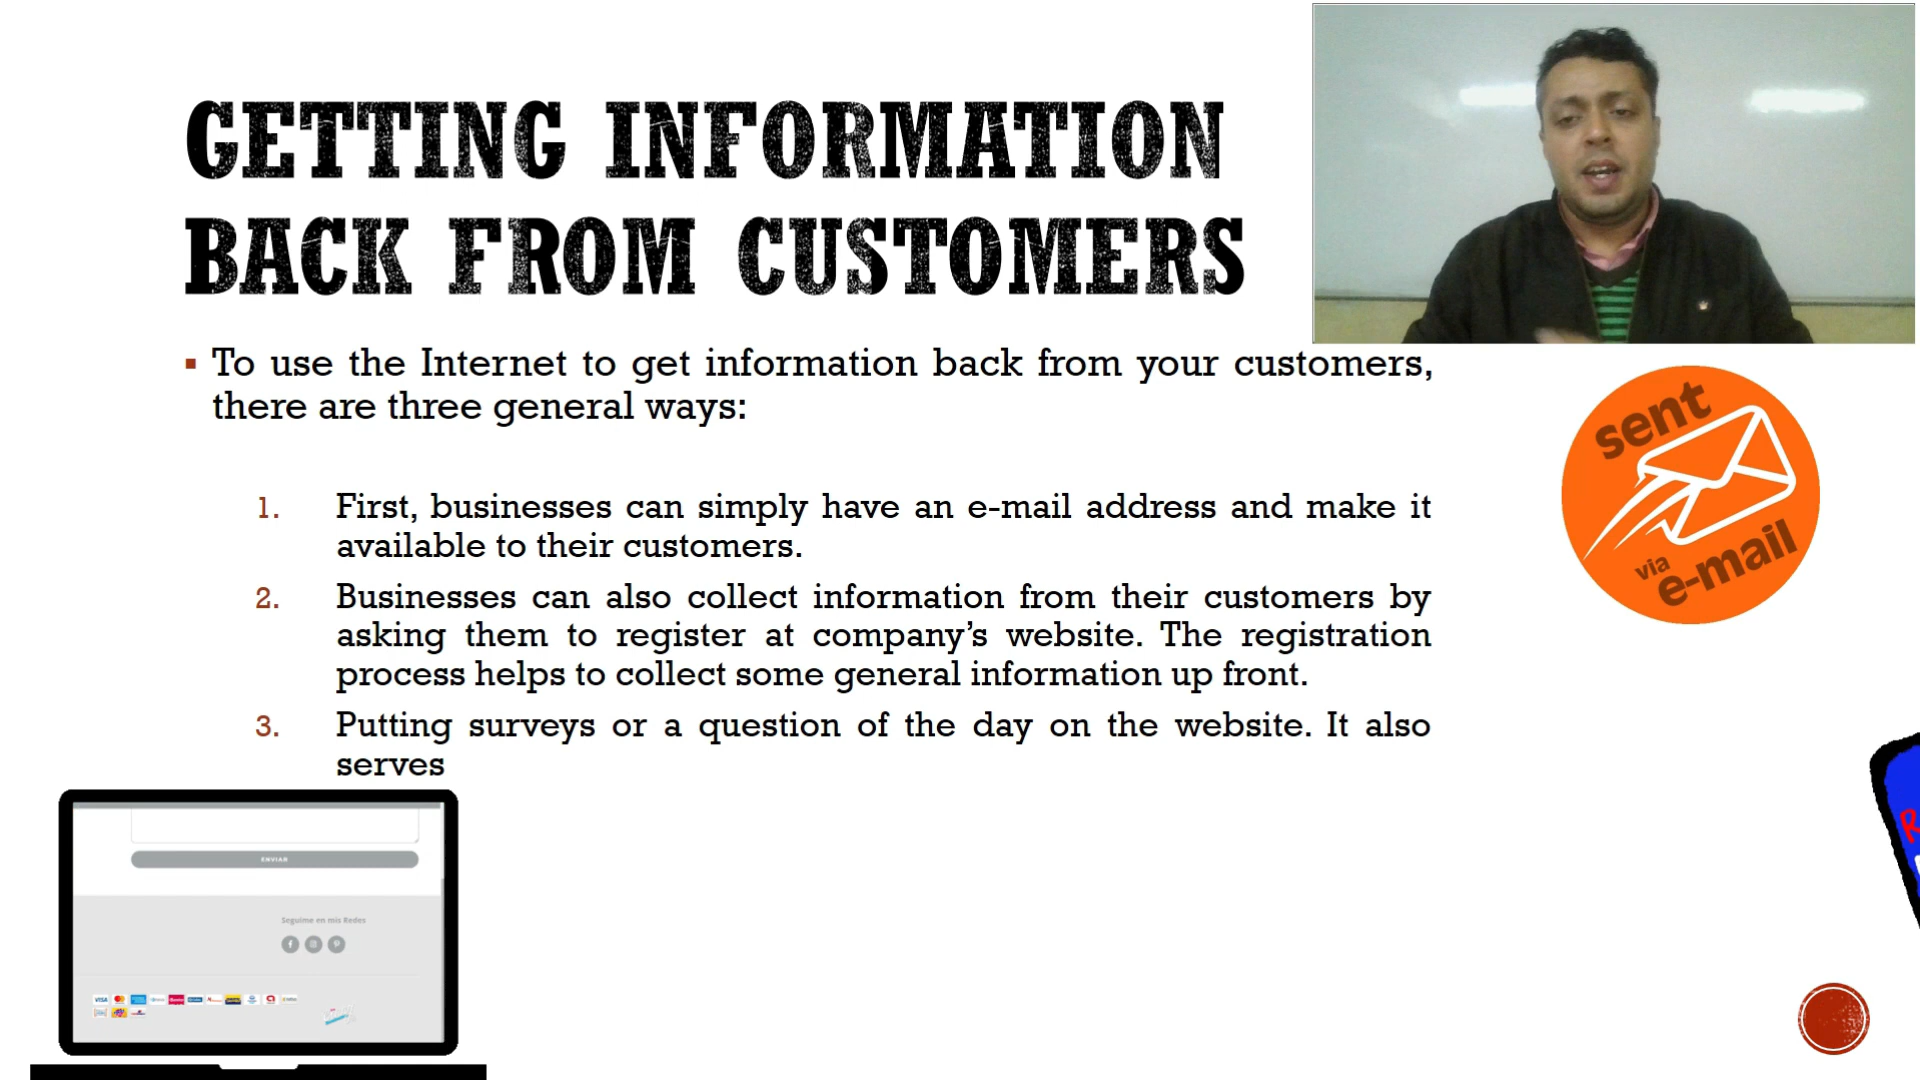 GETTING INFORMATION
BACK FROM CUSTOMERS
▪ To use the Internet to get information back from your customers,
there are three general ways:
1. First, businesses can simply have an e-mail address and make it
available to their customers.
2. Businesses can also collect information from their customers by
asking them to register at company’s website. The registration
process helps to collect some general information up front.
3. Putting surveys or a question of the day on the website. It also
serves
sent
via
e-mail
ENVIAR
Seguime en mis Redes
VISA
R